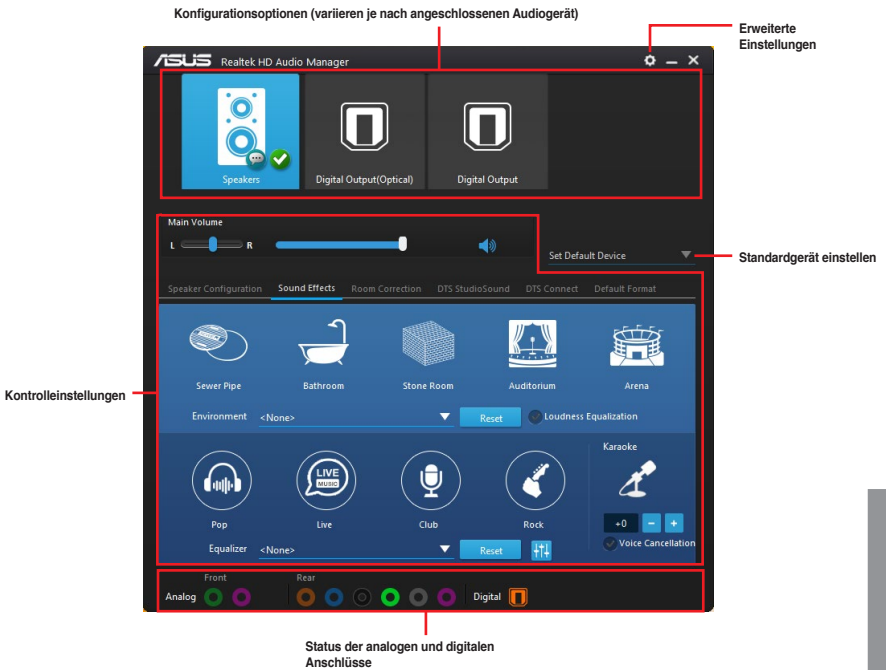 Konfigurationsoptionen (variieren je nach angeschlossenen Audiogerät)
Erweiterte
Einstellungen
ASUS Realtek HD Audio Manager
Speakers
Digital Output(Optical)
Digital Output
Main Volume
L
R
Set Default Device
Standardgerät einstellen
Speaker Configuration
Sound Effects
Room Correction
DTS StudioSound
DTS Connect
Default Format
Sewer Pipe
Bathroom
Stone Room
Auditorium
Arena
Kontrolleinstellungen
Environment
<None>
Reset
Loudness Equalization
Karaoke
LIVE
MUSIC
Pop
Live
Club
Rock
+0
-
+
Equalizer
<None>
Reset
Voice Cancellation
Front
Rear
Analog
Digital
Status der analogen und digitalen
Anschlüsse